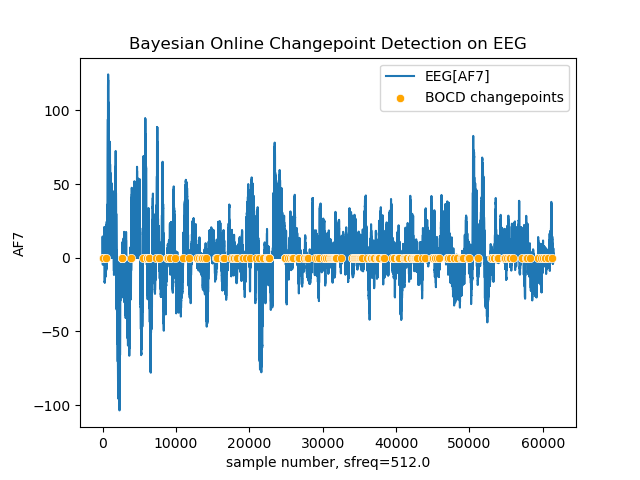 Bayesian Online Changepoint Detection on EEG
EEG[AF7]
BOCD changepoints
100
50
0
−50
−100
AF7
0 10000 20000 30000 40000 50000 60000
sample number, sfreq=512.0